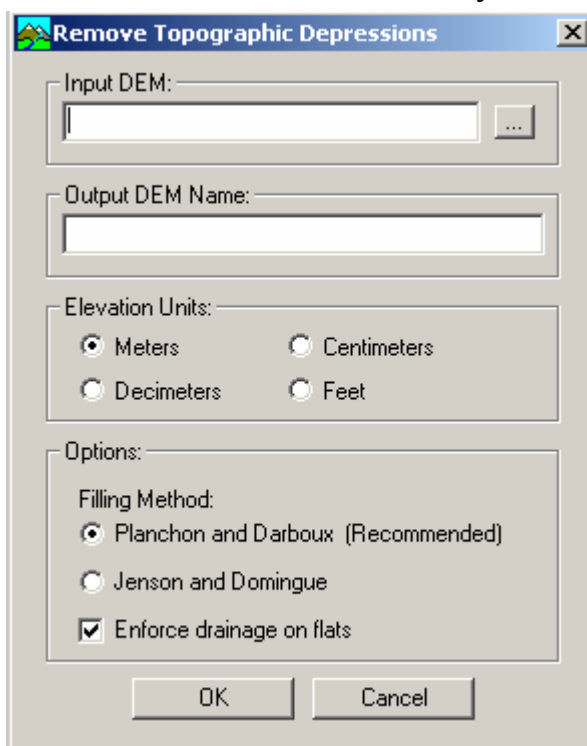 Remove Topographic Depressions
Input DEM:
...
Output DEM Name:
Elevation Units:
Meters Centimeters
Decimeters Feet
Options:
Filling Method:
Planchon and Darboux (Recommended)
Jenson and Domingue
Enforce drainage on flats
OK Cancel